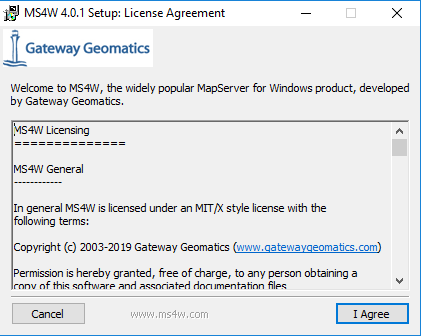 MS4W 4.0.1 Setup: License Agreement
Gateway Geomatics
Welcome to MS4W, the widely popular MapServer for Windows product, developed
by Gateway Geomatics.
MS4W Licensing
==============
MS4W General
------------
In general MS4W is licensed under an MIT/X style license with the
following terms:
Copyright (c) 2003-2019 Gateway Geomatics (www.gatewaygeomatics.com)
Permission is hereby granted, free of charge, to any person obtaining a
copy of this software and associated documentation files
Cancel
www.ms4w.com
I Agree